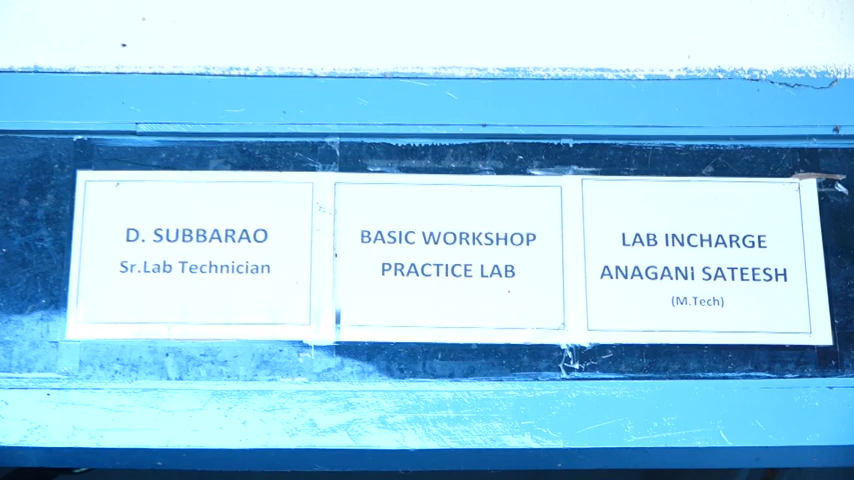 D. SUBBARAO
Sr.Lab Technician
BASIC WORKSHOP
PRACTICE LAB
LAB INCHARGE
ANAGANI SATEESH
(M.Tech)